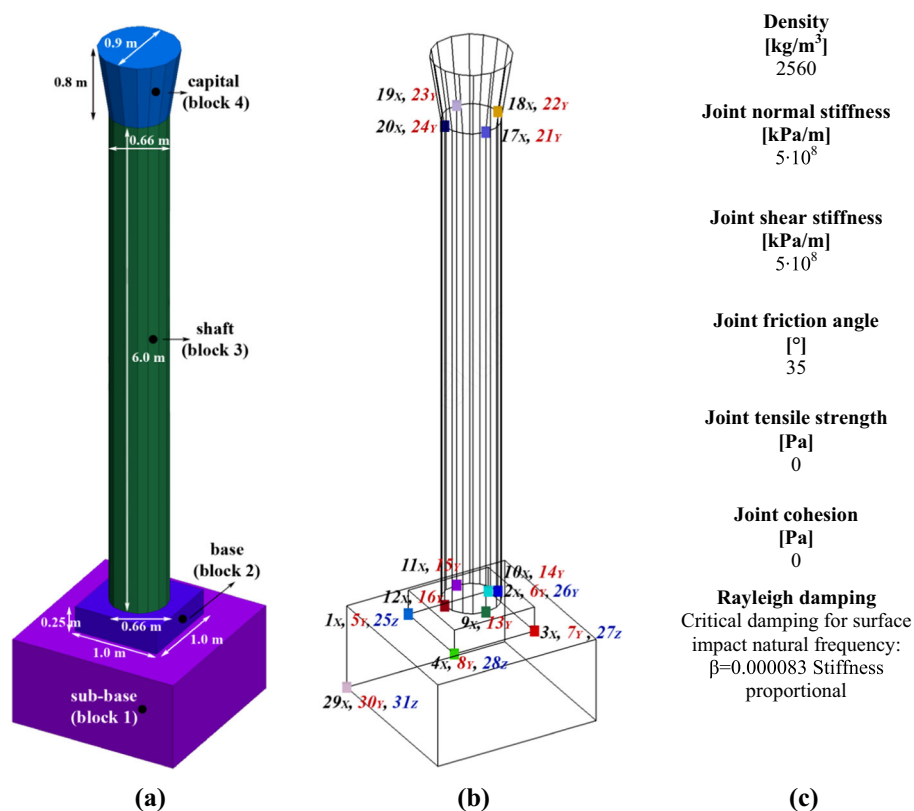 0.9 m
0.8 m
capital
(block 4)
0.66 m
shaft
(block 3)
6.0 m
base
(block 2)
0.25 m
0.66 m
1.0 m
1.0 m
sub-base
(block 1)
(a)
19X, 23Y
18X, 22Y
20X, 24Y
17X, 21Y
11X, 15Y
10X, 14Y
12X, 16Y
2X, 6Y, 26Y
1X, 5Y, 25Z
9X, 13Y
3X, 7Y, 27Z
4X, 8Y, 28Z
29X, 30Y, 31Z
(b)
Density
[kg/m³]
2560
Joint normal stiffness
[kPa/m]
5·10⁸
Joint shear stiffness
[kPa/m]
5·10⁸
Joint friction angle
[°]
35
Joint tensile strength
[Pa]
0
Joint cohesion
[Pa]
0
Rayleigh damping
Critical damping for surface
impact natural frequency:
β=0.000083 Stiffness
proportional
(c)